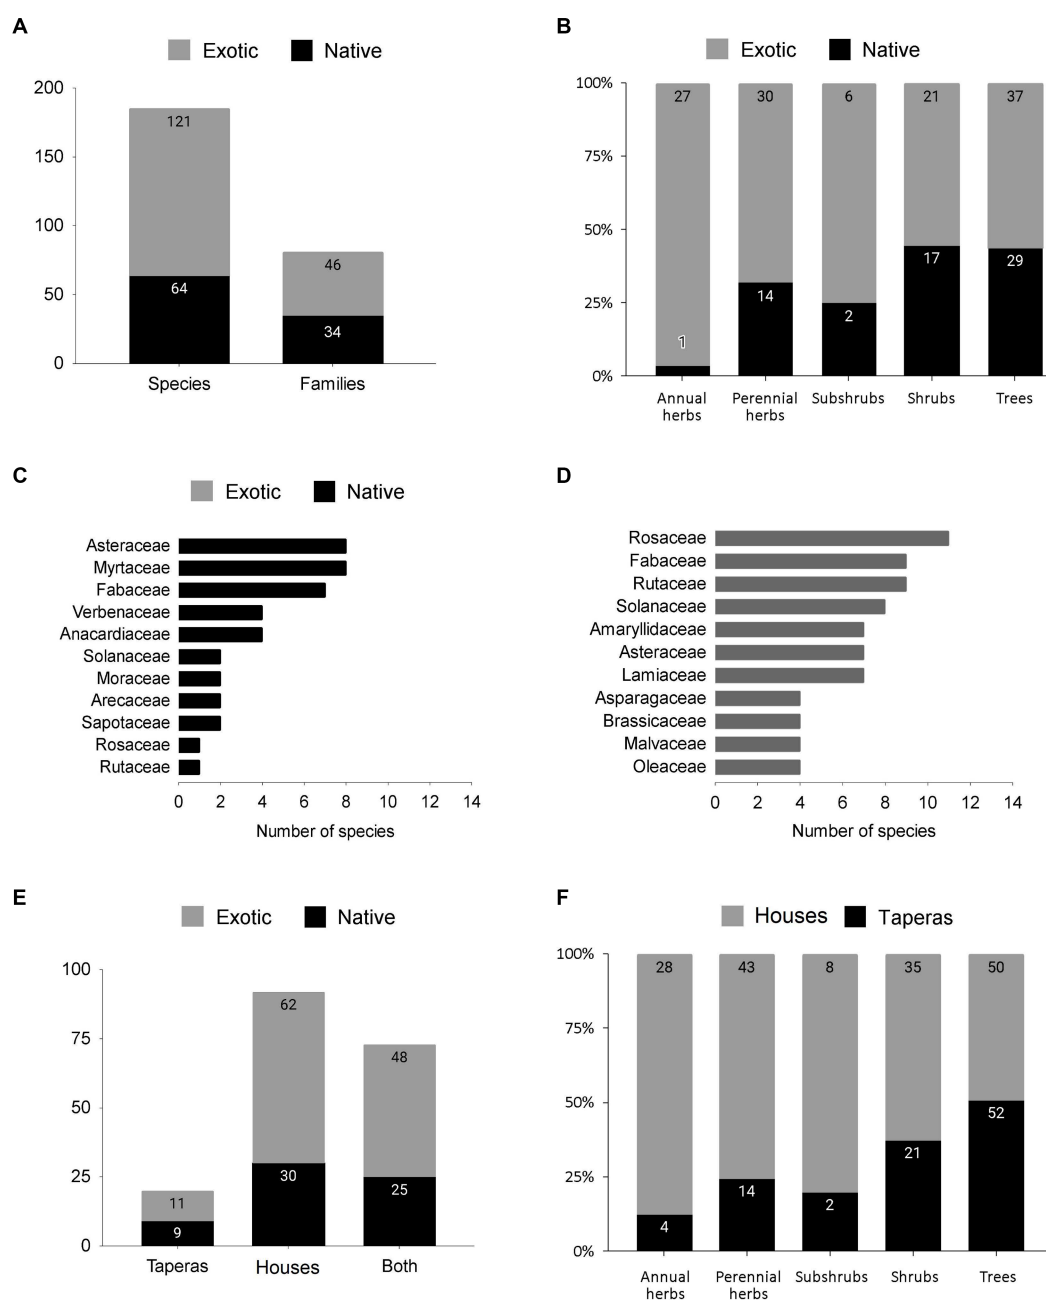 A
Exotic Native
200
150
100
50
0
121
64
46
34
Species Families
B
Exotic Native
100%
75%
50%
25%
0%
27 30 6 21 37
1 14 2 17 29
Annual herbs Perennial herbs Subshrubs Shrubs Trees
C
Exotic Native
Asteraceae
Myrtaceae
Fabaceae
Verbenaceae
Anacardiaceae
Solanaceae
Moraceae
Arecaceae
Sapotaceae
Rosaceae
Rutaceae
0 2 4 6 8 10 12 14
Number of species
D
Rosaceae
Fabaceae
Rutaceae
Solanaceae
Amaryllidaceae
Asteraceae
Lamiaceae
Asparagaceae
Brassicaceae
Malvaceae
Oleaceae
0 2 4 6 8 10 12 14
Number of species
E
Exotic Native
100
75
50
25
0
11 62 48
9 30 25
Taperas Houses Both
F
Houses Taperas
100%
75%
50%
25%
0%
28 43 8 35 50
4 14 2 21 52
Annual herbs Perennial herbs Subshrubs Shrubs Trees